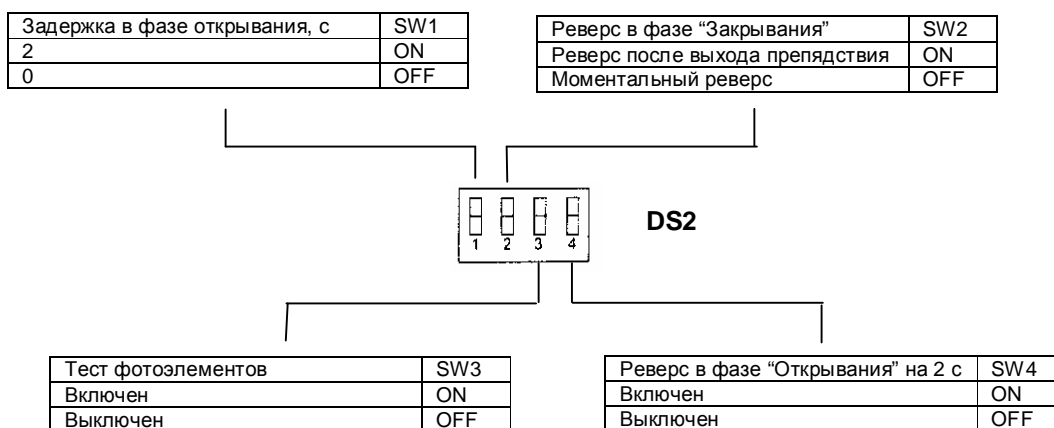 Задержка в фазе открывания, с SW1
2 ON
0 OFF
Реверс в фазе “Закрывания” SW2
Реверс после выхода препядствия ON
Моментальный реверс OFF
1 2 3 4
DS2
Тест фотоэлементов SW3
Включен ON
Выключен OFF
Реверс в фазе “Открывания” на 2 с SW4
Включен ON
Выключен OFF